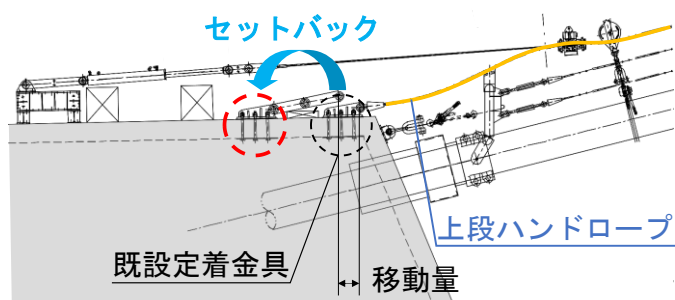 セットバック
上段ハンドロープ
既設定着金具
移動量